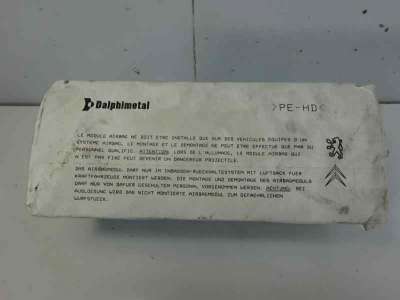 Dalphimetal
>PE-HD<
LE MODULE AIRBAG NE DOIT ETRE INSTALLE QUE SUR DES VEHICULES EQUIPES D'UN
SYSTEME AIRBAG. LE MONTAGE ET LE DEMONTAGE NE PEUT ETRE EFFECTUE QUE PAR DU
PERSONNEL QUALIFIE. ATTENTION: LORS DE L'ALLUMAGE, LE MODULE AIRBAG QUI
N EST PAS FIXE PEUT DEVENIR UN DANGEREUX PROJECTILE.
DAS AIRBAGMODUL DARF NUR IM INBAGSCH-RUECKHALTSYSTEM MIT LUFTSACK FUER
KRAFTFAHRZEUGE MONTIERT WERDEN. DIE MONTAGE UND DEMONTAGE DES AIRBAGMODULS
DARF NUR VON DAFUER GESCHULTEM PERSONAL VORGENOMMEN WERDEN. ACHTUNG: BEI
AUSLOESUNG WIRD DAS NICHT MONTIERTE AIRBAGMODUL ZUM GEFAEHRLICHEN
WURFSTUECK.